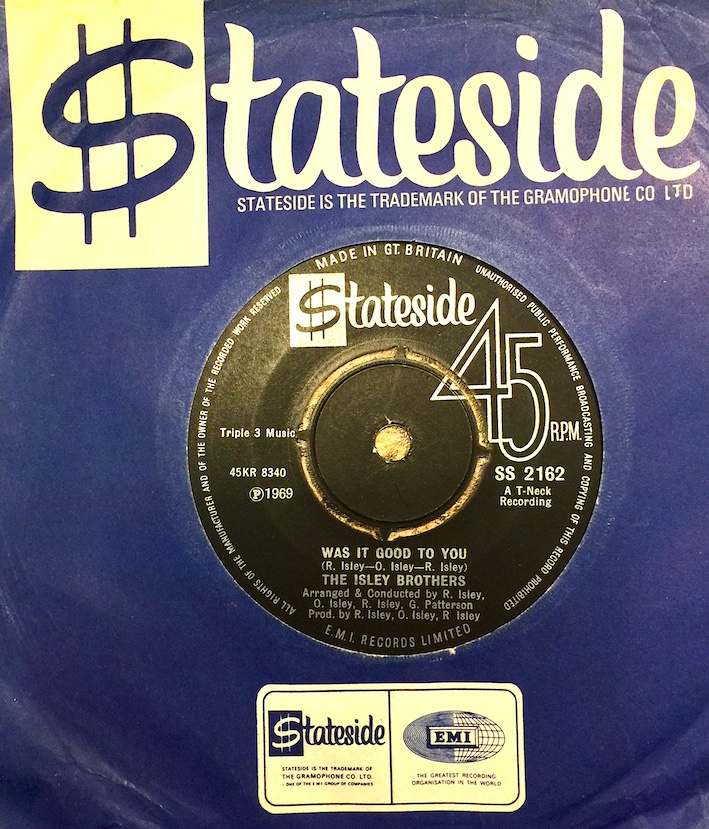 $tateside
STATESIDE IS THE TRADEMARK OF THE GRAMOPHONE CO LTD
MADE IN GT. BRITAIN
UNAUTHORISED PUBLIC PERFORMANCE BROADCASTING AND COPYING OF THIS RECORD PROHIBITED
ALL RIGHTS OF THE MANUFACTURER AND OF THE OWNER OF THE RECORDED WORK RESERVED
$tateside
45 R.P.M.
Triple 3 Music
45KR 8340
Ⓟ1969
SS 2162
A T-Neck
Recording
WAS IT GOOD TO YOU
(R. Isley—O. Isley—R. Isley)
THE ISLEY BROTHERS
Arranged & Conducted by R. Isley,
O. Isley, R. Isley, G. Patterson
Prod. by R. Isley, O. Isley, R Isley
E.M.I. RECORDS LIMITED
$tateside
STATESIDE IS THE TRADEMARK OF
THE GRAMOPHONE CO. LTD.
- ONE OF THE E M I GROUP OF COMPANIES
EMI
THE GREATEST RECORDING
ORGANISATION IN THE WORLD